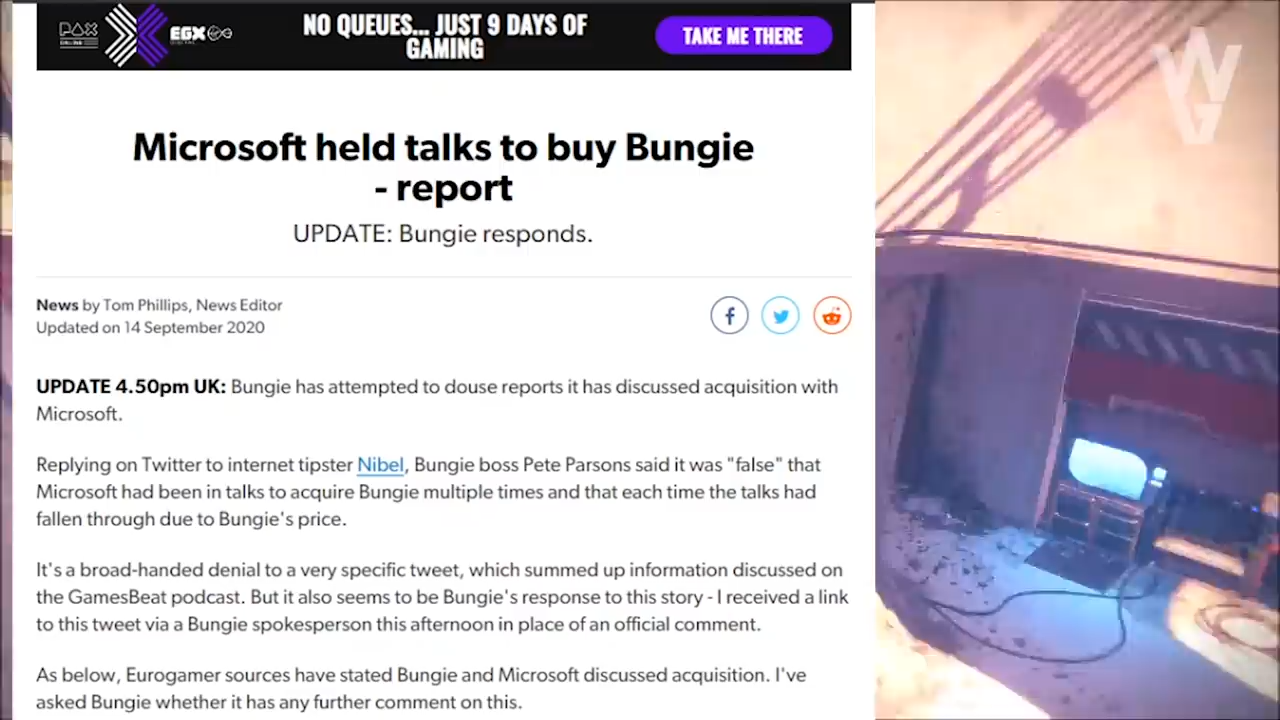 PAX
ONLINE
EGX
NO QUEUES... JUST 9 DAYS OF
GAMING
TAKE ME THERE
WG
Microsoft held talks to buy Bungie
- report
UPDATE: Bungie responds.
News by Tom Phillips, News Editor
Updated on 14 September 2020
UPDATE 4.50pm UK: Bungie has attempted to douse reports it has discussed acquisition with
Microsoft.
Replying on Twitter to internet tipster Nibel, Bungie boss Pete Parsons said it was "false" that
Microsoft had been in talks to acquire Bungie multiple times and that each time the talks had
fallen through due to Bungie's price.
It's a broad-handed denial to a very specific tweet, which summed up information discussed on
the GamesBeat podcast. But it also seems to be Bungie's response to this story - I received a link
to this tweet via a Bungie spokesperson this afternoon in place of an official comment.
As below, Eurogamer sources have stated Bungie and Microsoft discussed acquisition. I've
asked Bungie whether it has any further comment on this.